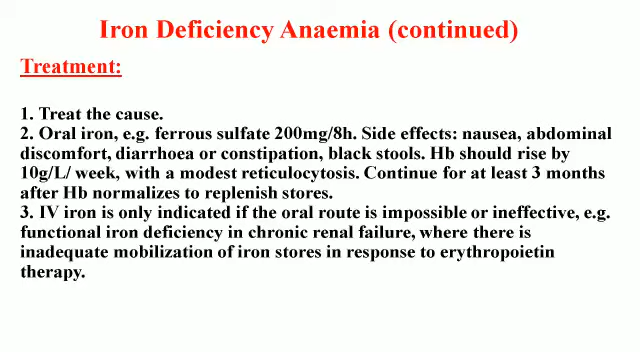 Iron Deficiency Anaemia (continued)
Treatment:
1. Treat the cause.
2. Oral iron, e.g. ferrous sulfate 200mg/8h. Side effects: nausea, abdominal
discomfort, diarrhoea or constipation, black stools. Hb should rise by
10g/L/ week, with a modest reticulocytosis. Continue for at least 3 months
after Hb normalizes to replenish stores.
3. IV iron is only indicated if the oral route is impossible or ineffective, e.g.
functional iron deficiency in chronic renal failure, where there is
inadequate mobilization of iron stores in response to erythropoietin
therapy.